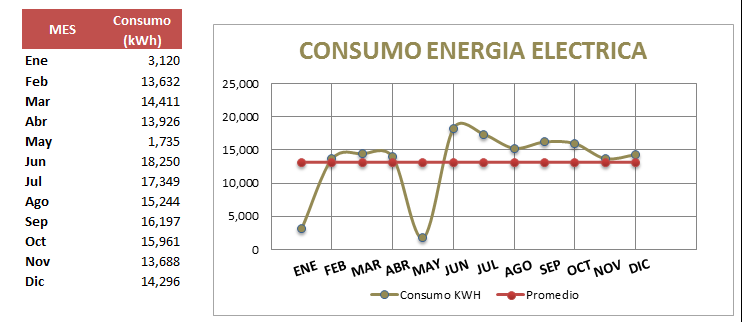 MES Consumo (kWh)
Ene 3,120
Feb 13,632
Mar 14,411
Abr 13,926
May 1,735
Jun 18,250
Jul 17,349
Ago 15,244
Sep 16,197
Oct 15,961
Nov 13,688
Dic 14,296
CONSUMO ENERGIA ELECTRICA
25,000
20,000
15,000
10,000
5,000
0
ENE FEB MAR ABR MAY JUN JUL AGO SEP OCT NOV DIC
Consumo KWH Promedio